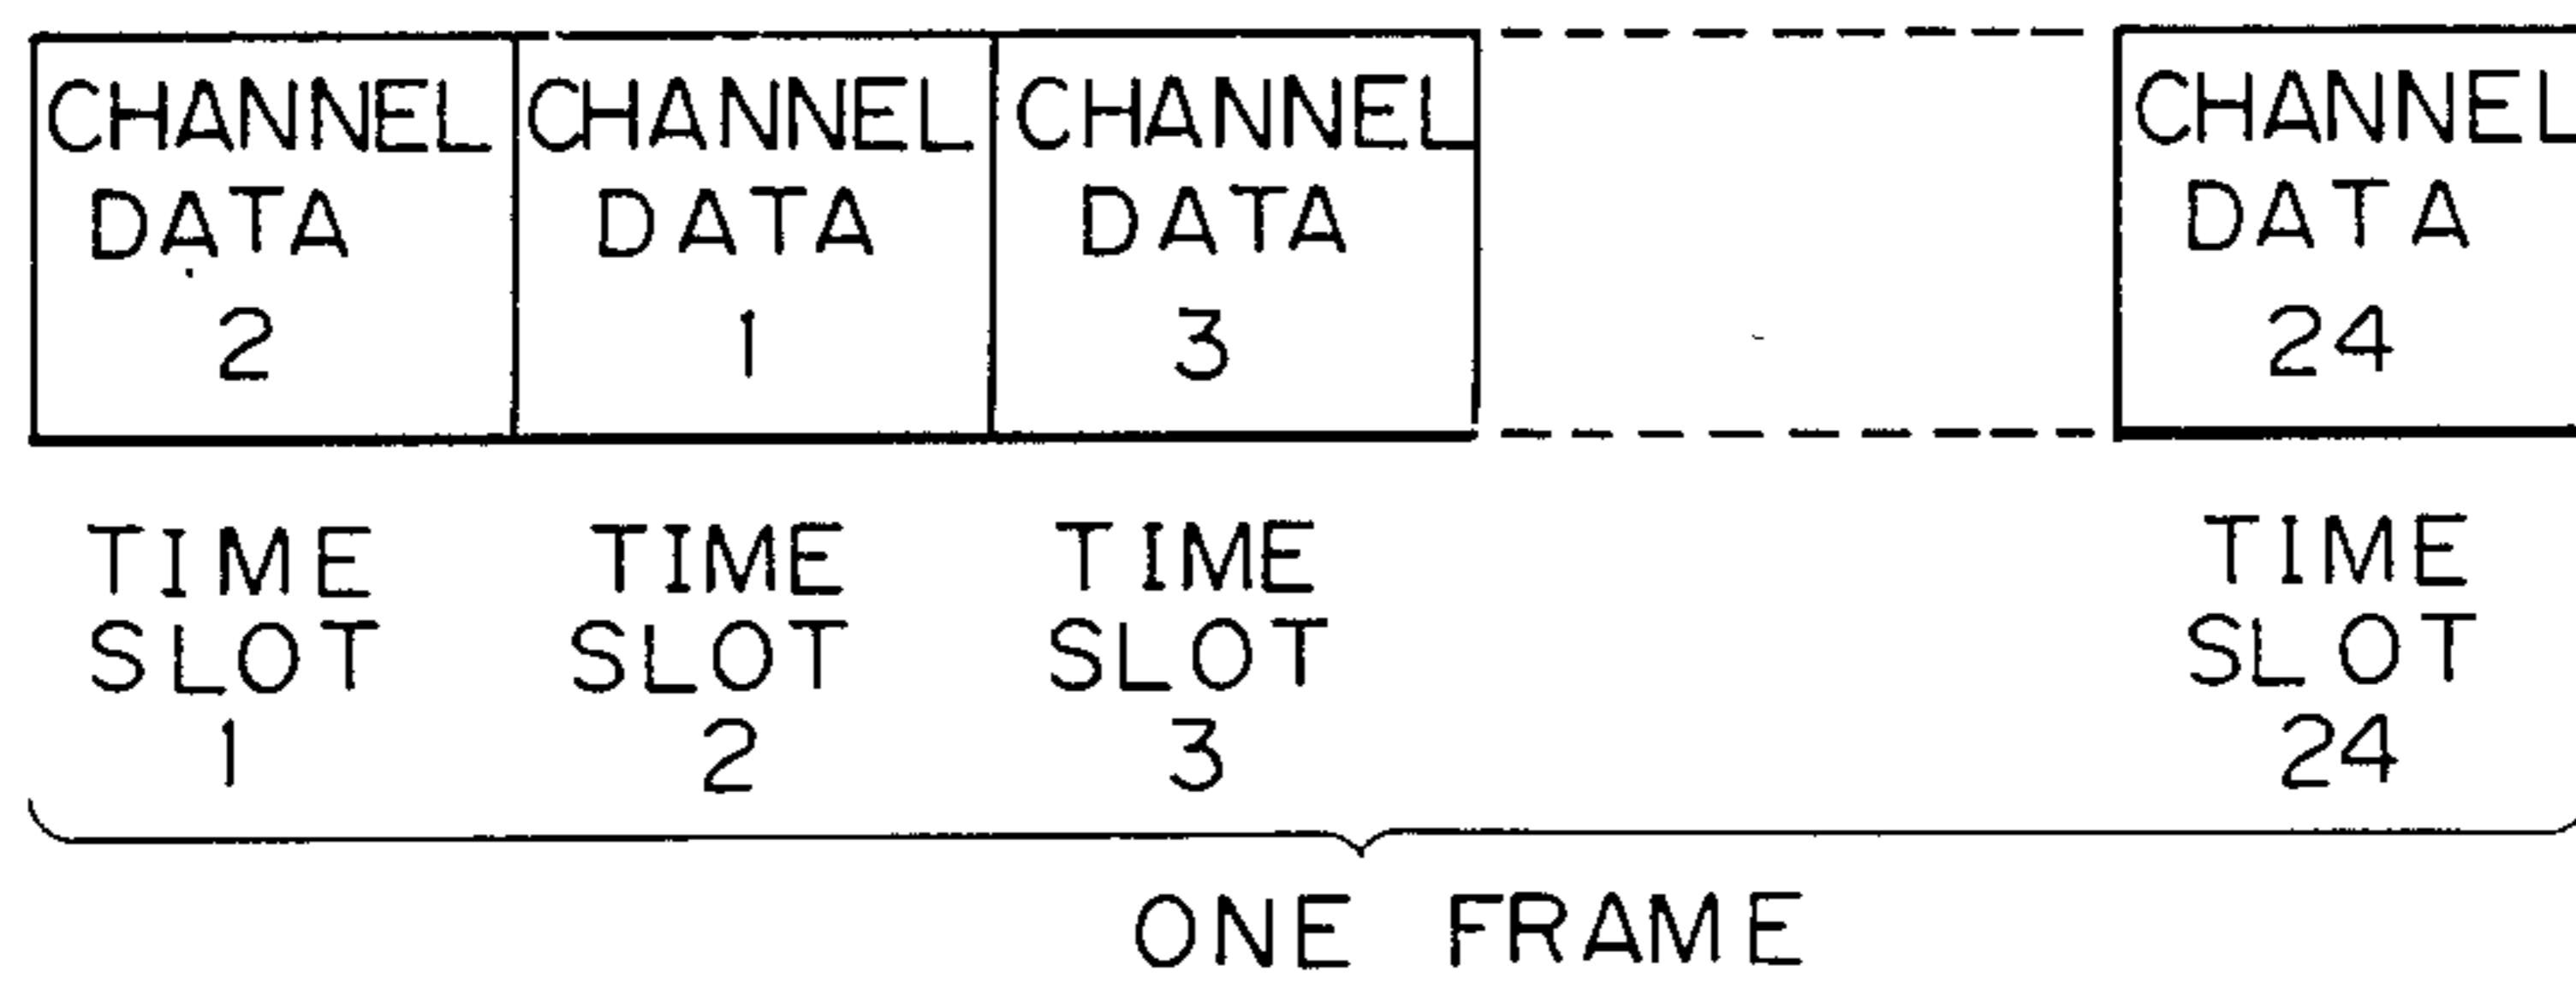 CHANNEL CHANNEL CHANNEL CHANNEL
DATA DATA DATA DATA
2 1 3 24
TIME TIME TIME TIME
SLOT SLOT SLOT SLOT
1 2 3 24
ONE FRAME